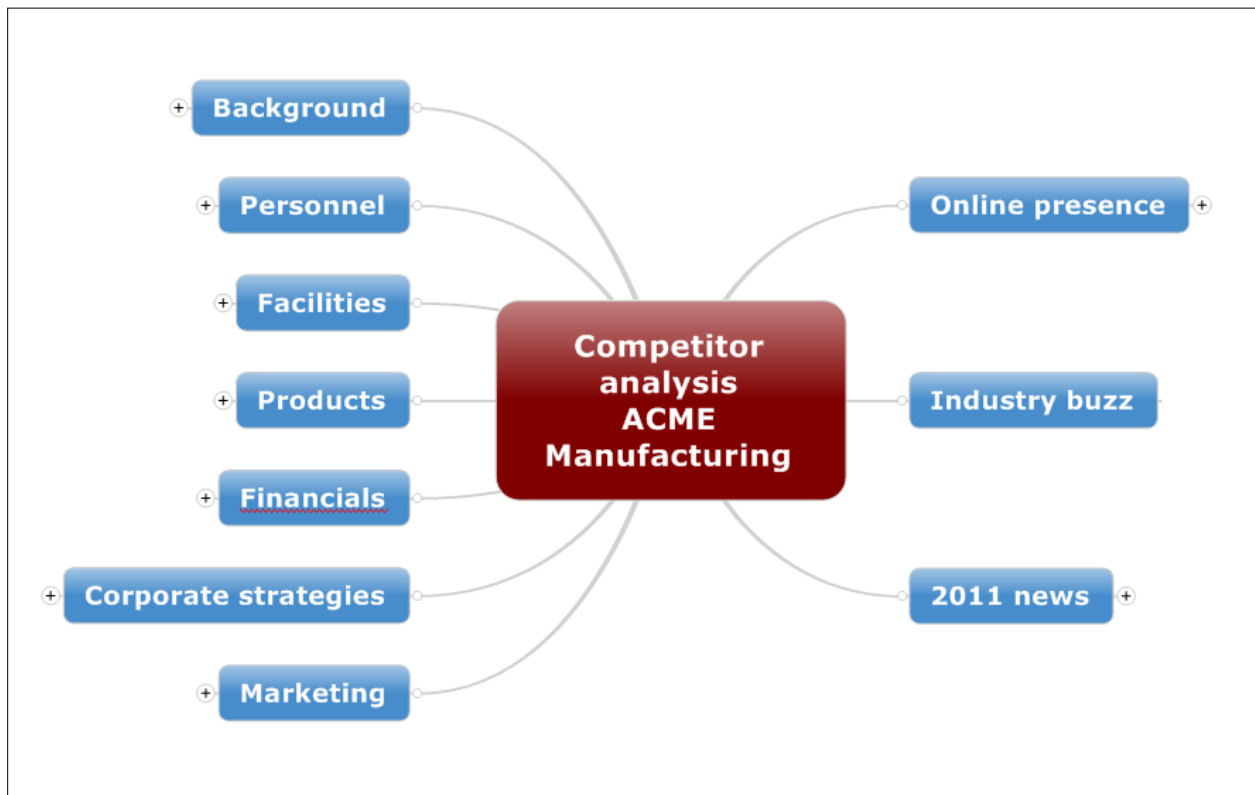 Background
Personnel
Facilities
Products
Financials
Corporate strategies
Marketing
Competitor
analysis
ACME
Manufacturing
Online presence
Industry buzz
2011 news